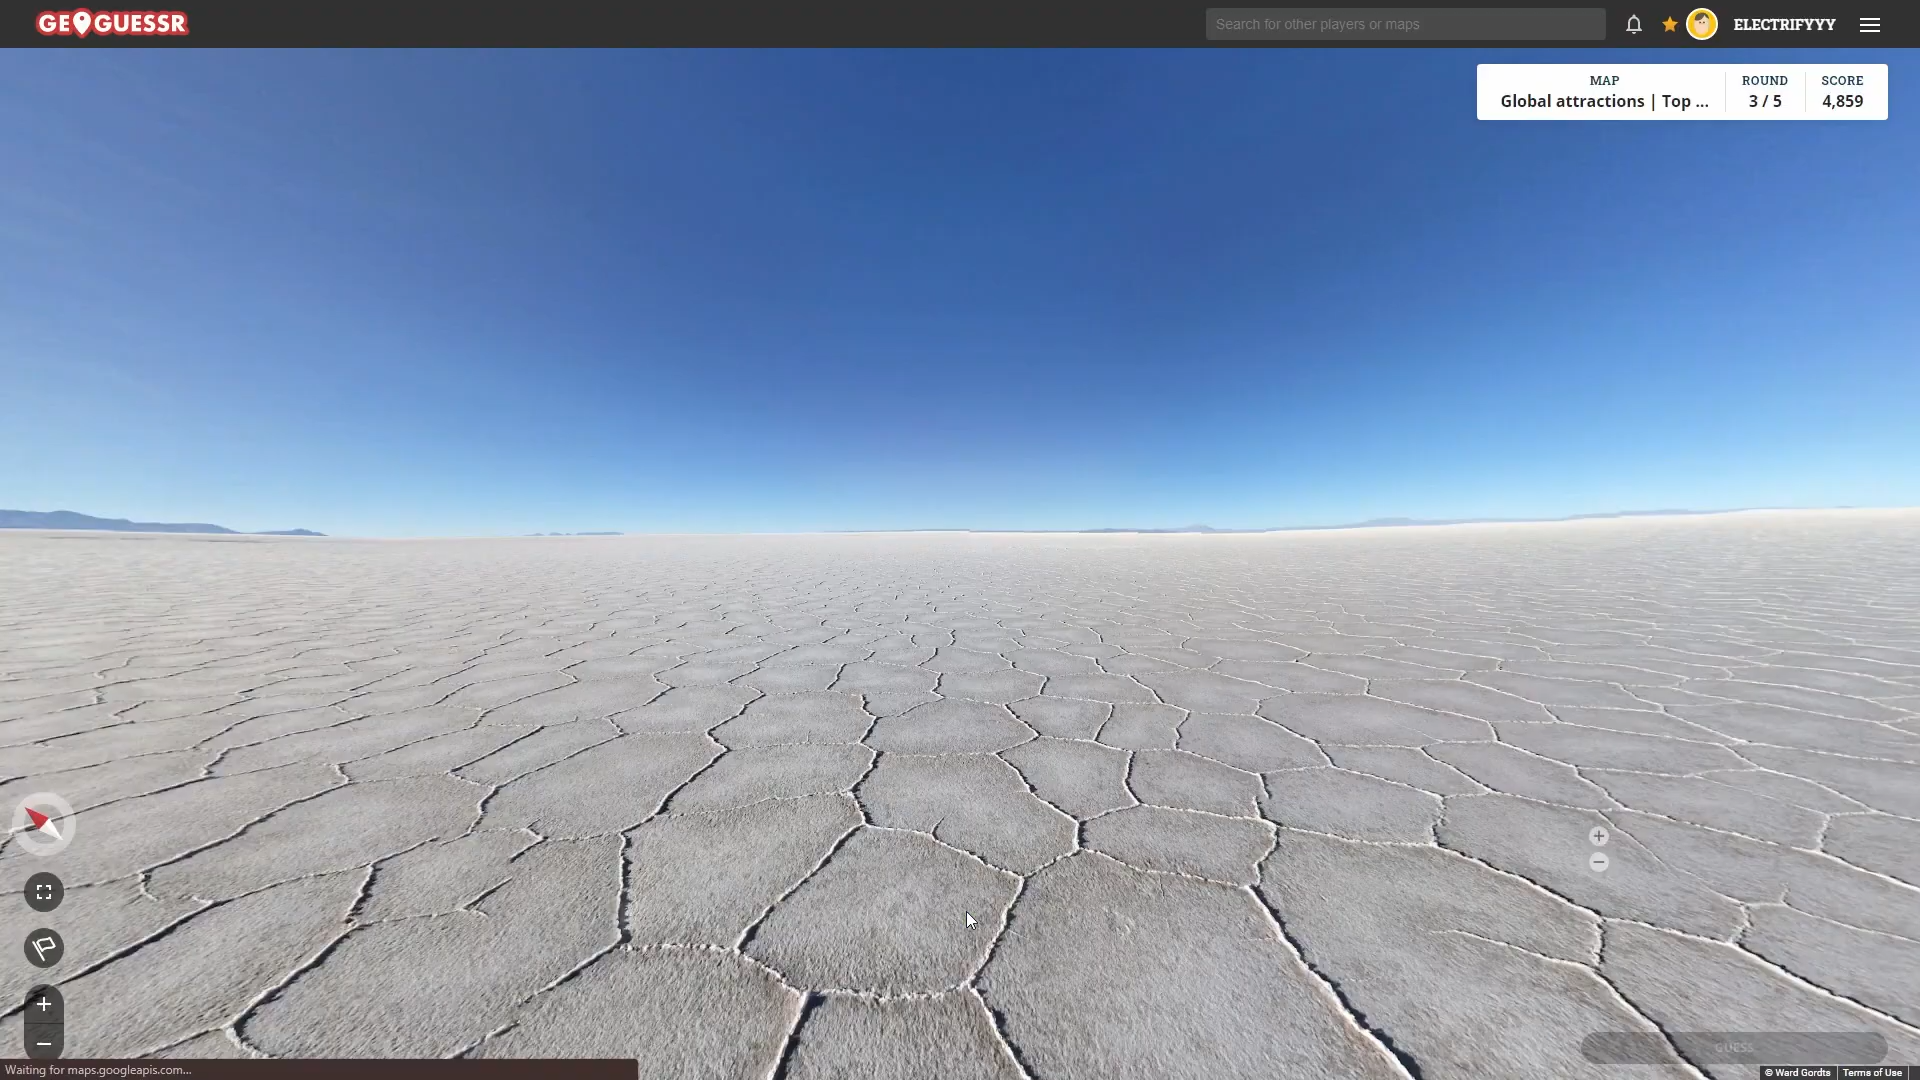 GEOGUESSR
Search for other players or maps
ELECTRIFYYY
MAP
Global attractions | Top ...
ROUND
3 / 5
SCORE
4,859
GUESS
Waiting for maps.googleapis.com...
© Ward Gordts
Terms of Use